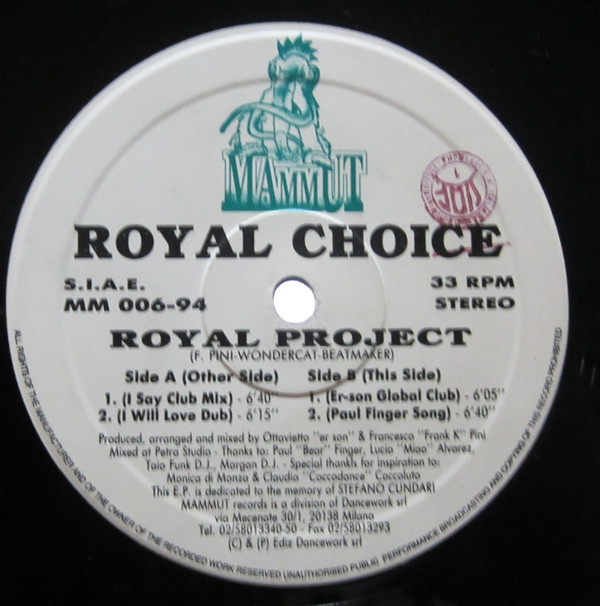 MAMMUT
ROYAL CHOICE
S.I.A.E.
MM 006-94
33 RPM
STEREO
ROYAL PROJECT
(F. PINI-WONDERCAT-BEATMAKER)
Side A (Other Side)
1. (I Say Club Mix) - 6'40"
2. (I Will Love Dub) - 6'15"
Side B (This Side)
1. (Er-son Global Club) - 6'05"
2. (Paul Finger Song) - 6'40"
Produced, arranged and mixed by Ottavietto "er son" & Francesco "Frank K" Pini
Mixed at Petra Studio - Thanks to: Paul "Bear" Finger, Lucio "Miao" Alvarez,
Taio Funk D.J., Morgan D.J. - Special thankls for inspiration to:
Monica di Monza & Claudio "Coccodance" Coccoluto
This E.P. is dedicated to the memory of STEFANO CUNDARI
MAMMUT records is a division of Dancework srl
via Mecenate 30/1, 20138 Milano
Tel. 02/58013340-50 - Fax 02/58013293
(C) & (P) Ediz Dancework srl
ALL RIGHTS OF THE MANUFACTURER AND OF THE OWNER OF THE RECORDED WORK RESERVED UNAUTHORISED PUBLIC PERFORMANCE BROADCASTING AND COPYING OF THIS RECORD PROHIBITED